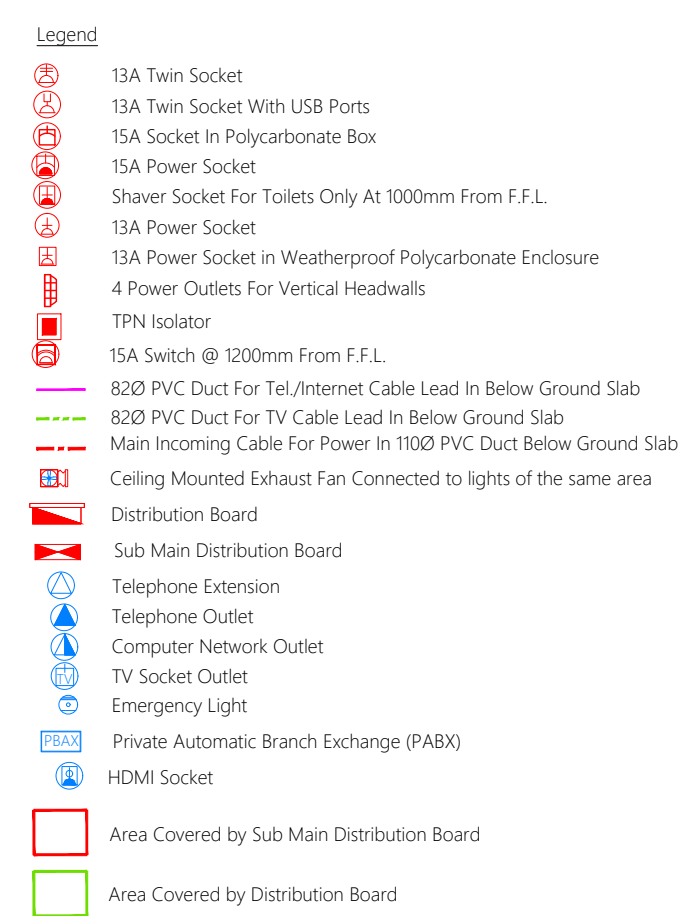 Legend
13A Twin Socket
13A Twin Socket With USB Ports
15A Socket In Polycarbonate Box
15A Power Socket
Shaver Socket For Toilets Only At 1000mm From F.F.L.
13A Power Socket
13A Power Socket in Weatherproof Polycarbonate Enclosure
4 Power Outlets For Vertical Headwalls
TPN Isolator
15A Switch @ 1200mm From F.F.L.
82Ø PVC Duct For Tel./Internet Cable Lead In Below Ground Slab
82Ø PVC Duct For TV Cable Lead In Below Ground Slab
Main Incoming Cable For Power In 110Ø PVC Duct Below Ground Slab
Ceiling Mounted Exhaust Fan Connected to lights of the same area
Distribution Board
Sub Main Distribution Board
Telephone Extension
Telephone Outlet
Computer Network Outlet
TV TV Socket Outlet
Emergency Light
PBAX Private Automatic Branch Exchange (PABX)
HDMI Socket
Area Covered by Sub Main Distribution Board
Area Covered by Distribution Board